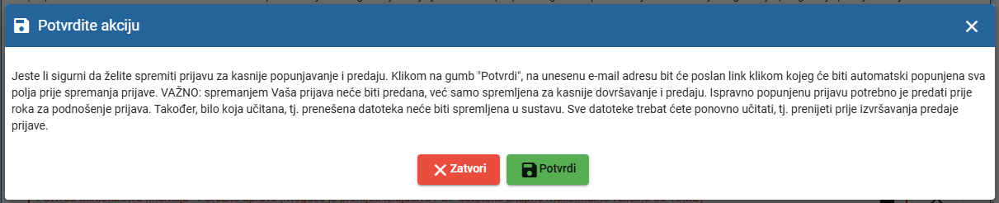 Potvrdite akciju
Jeste li sigurni da želite spremiti prijavu za kasnije popunjavanje i predaju. Klikom na gumb "Potvrdi", na unesenu e-mail adresu bit će poslan link klikom kojeg će biti automatski popunjena sva
polja prije spremanja prijave. VAŽNO: spremanjem Vaša prijava neće biti predana, već samo spremljena za kasnije dovršavanje i predaju. Ispravno popunjenu prijavu potrebno je predati prije
roka za podnošenje prijava. Također, bilo koja učitana, tj. prenešena datoteka neće biti spremljena u sustavu. Sve datoteke trebat ćete ponovno učitati, tj. prenijeti prije izvršavanja predaje
prijave.
Zatvori
Potvrdi